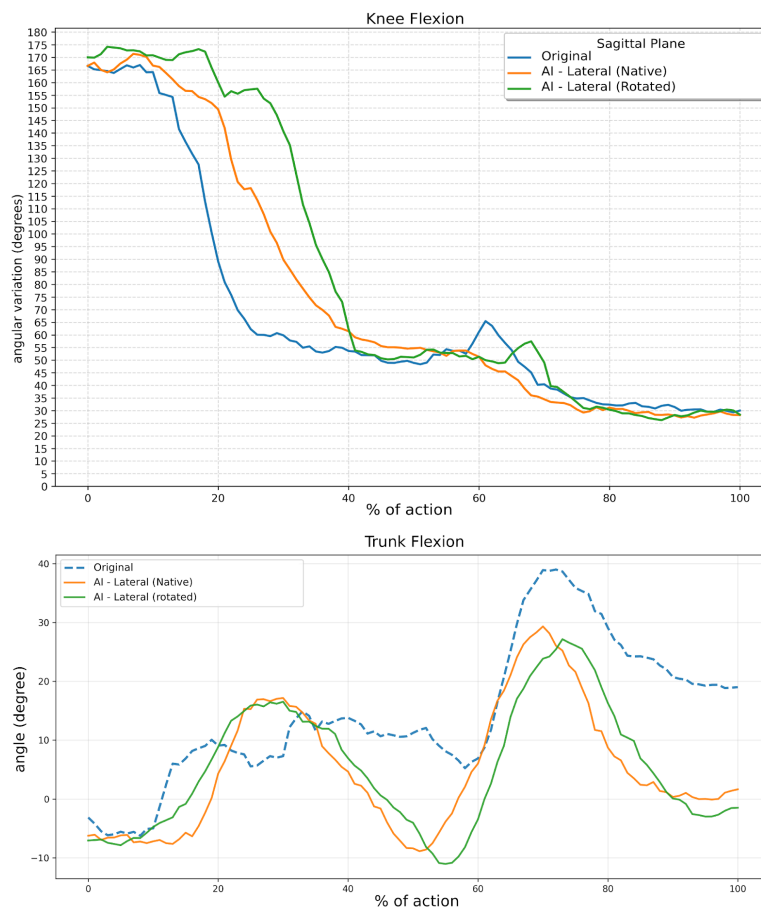 Knee Flexion
180
175
170
165
160
155
150
145
140
135
130
125
120
115
110
105
100
95
90
85
80
75
70
65
60
55
50
45
40
35
30
25
20
15
10
5
0
angular variation (degrees)
Sagittal Plane
Original
AI - Lateral (Native)
AI - Lateral (Rotated)
0 20 40 60 80 100
% of action
Trunk Flexion
40
30
20
10
0
−10
angle (degree)
Original
AI - Lateral (Native)
AI - Lateral (rotated)
0 20 40 60 80 100
% of action